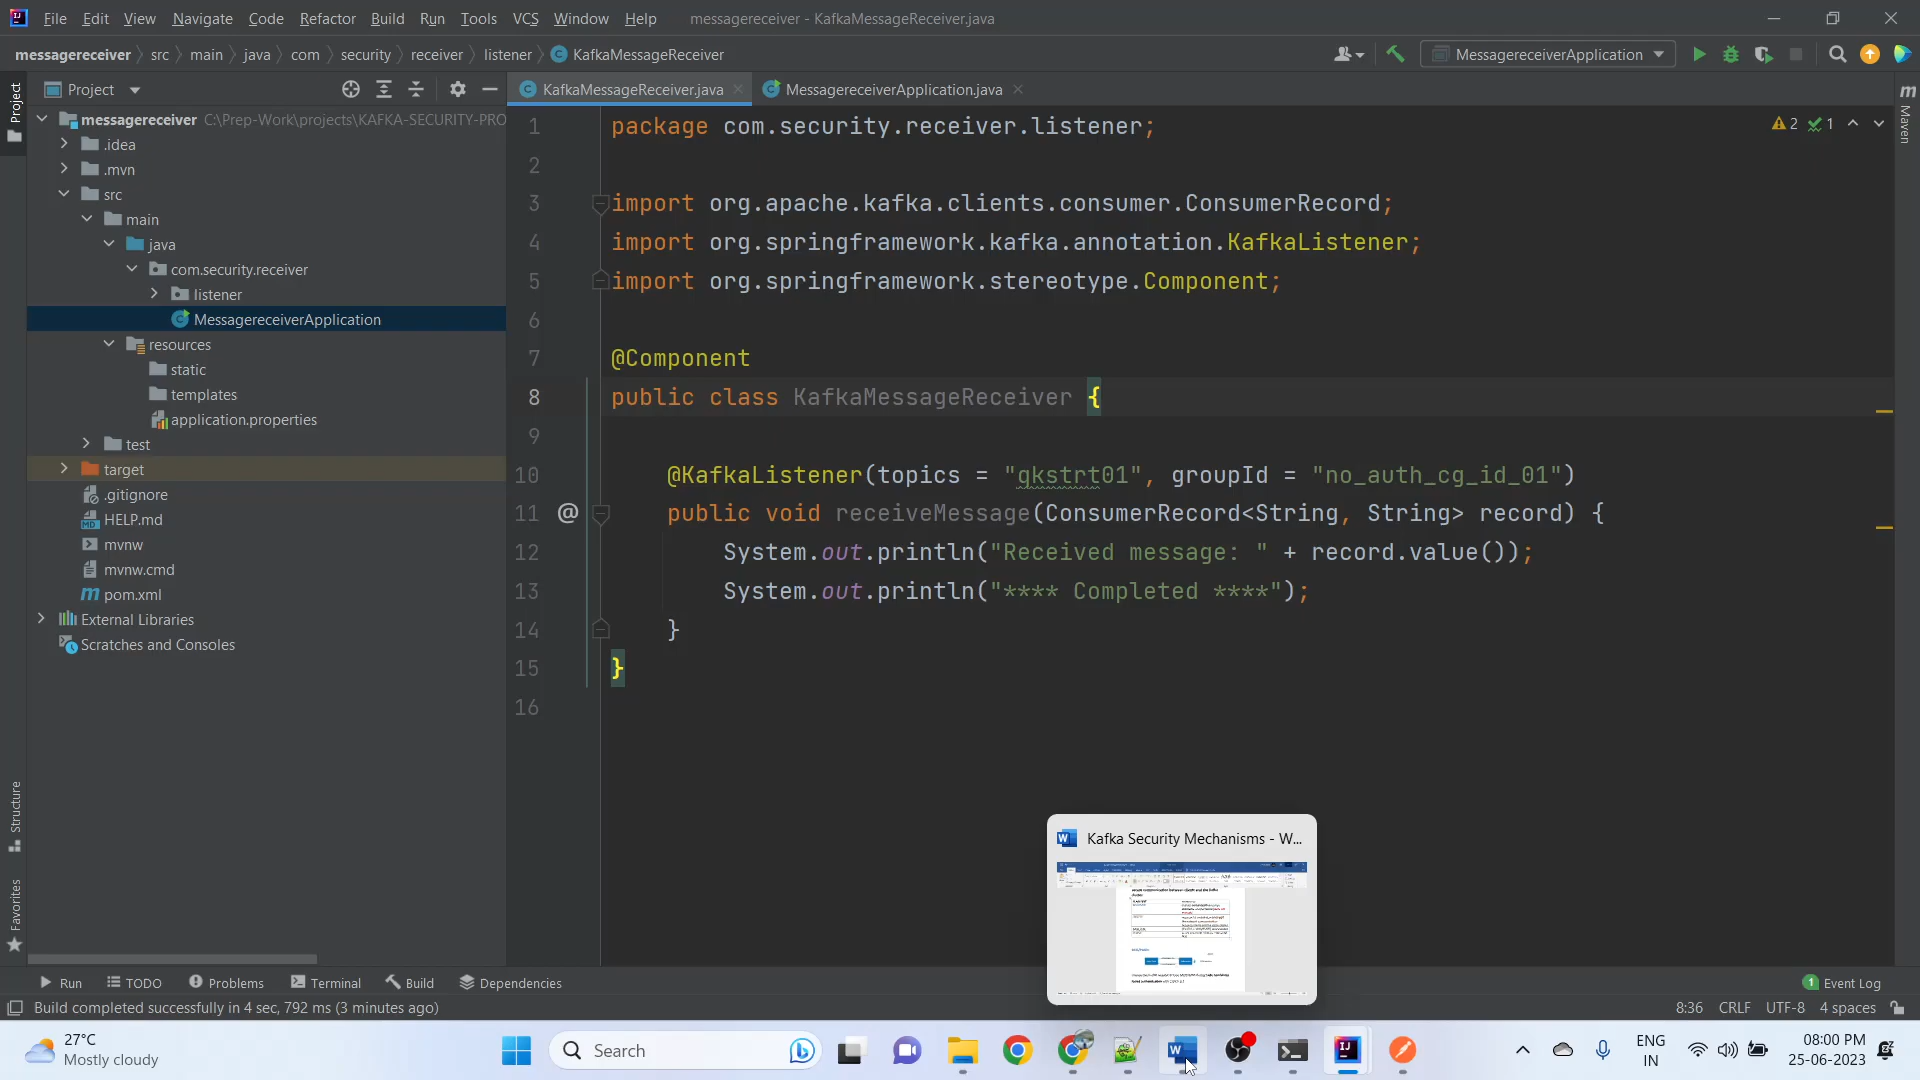 File Edit View Navigate Code Refactor Build Run Tools VCS Window Help messagereceiver - KafkaMessageReceiver.java
messagereceiver src main java com security receiver listener KafkaMessageReceiver MessagereceiverApplication
Project KafkaMessageReceiver.java MessagereceiverApplication.java
messagereceiver C:\Prep-Work\projects\KAFKA-SECURITY-PRO
.idea
.mvn
src
main
java
com.security.receiver
listener
MessagereceiverApplication
resources
static
templates
application.properties
test
target
.gitignore
HELP.md
mvnw
mvnw.cmd
pom.xml
External Libraries
Scratches and Consoles
Project
Structure
Favorites
2 1
Maven
1 package com.security.receiver.listener;
2
3 import org.apache.kafka.clients.consumer.ConsumerRecord;
4 import org.springframework.kafka.annotation.KafkaListener;
5 import org.springframework.stereotype.Component;
6
7 @Component
8 public class KafkaMessageReceiver {
9
10 @KafkaListener(topics = "gkstrt01", groupId = "no_auth_cg_id_01")
11 @ public void receiveMessage(ConsumerRecord<String, String> record) {
12 System.out.println("Received message: " + record.value());
13 System.out.println("**** Completed ****");
14 }
15 }
16
Kafka Security Mechanisms - W...
Run TODO Problems Terminal Build Dependencies 1 Event Log
Build completed successfully in 4 sec, 792 ms (3 minutes ago) 8:36 CRLF UTF-8 4 spaces
27°C
Mostly cloudy
Search
ENG
IN
08:00 PM
25-06-2023